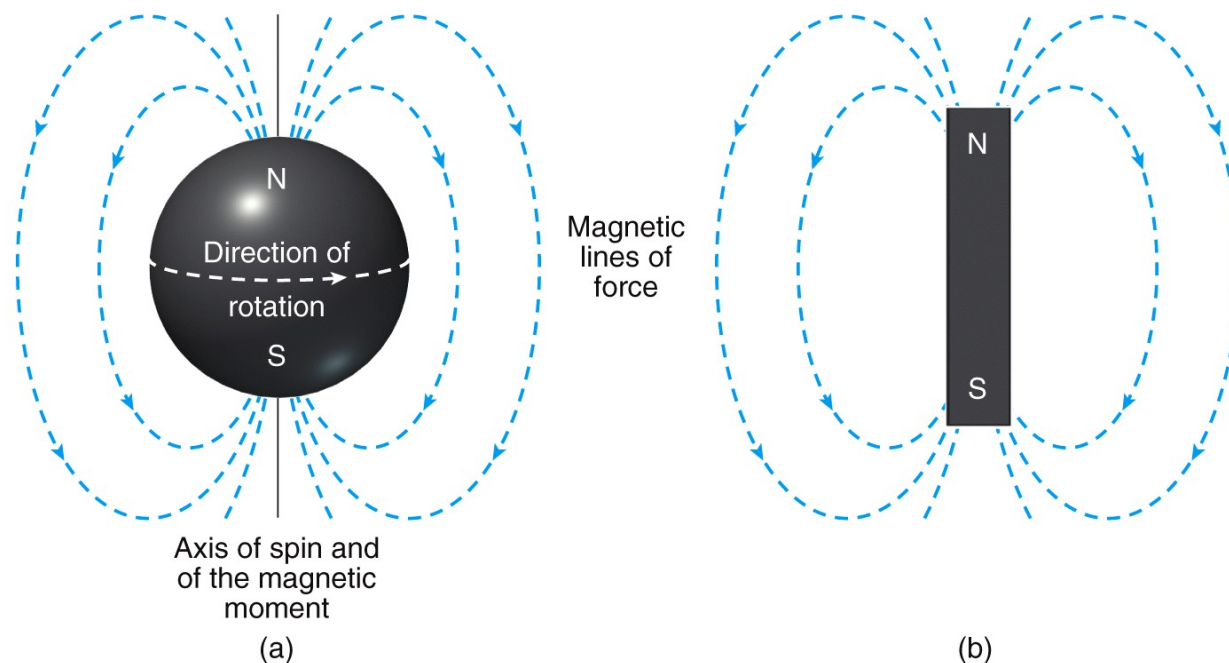 N
Direction of
rotation
S
Axis of spin and
of the magnetic
moment
(a)
Magnetic
lines of
force
N
S
(b)